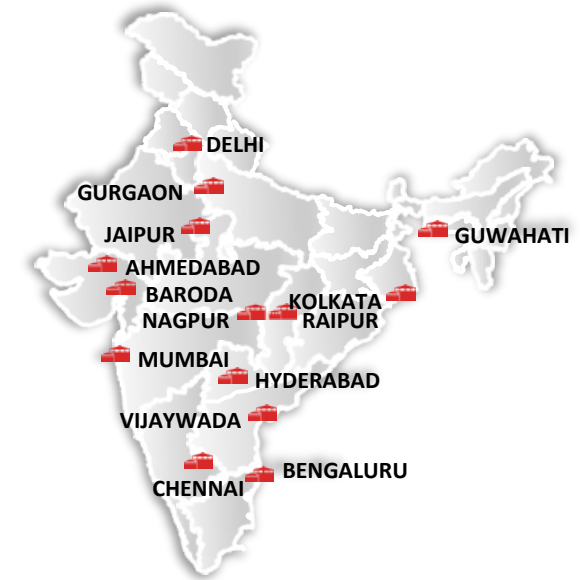 DELHI
GURGAON
JAIPUR
GUWAHATI
AHMEDABAD
BARODA
KOLKATA
NAGPUR
RAIPUR
MUMBAI
HYDERABAD
VIJAYWADA
BENGALURU
CHENNAI